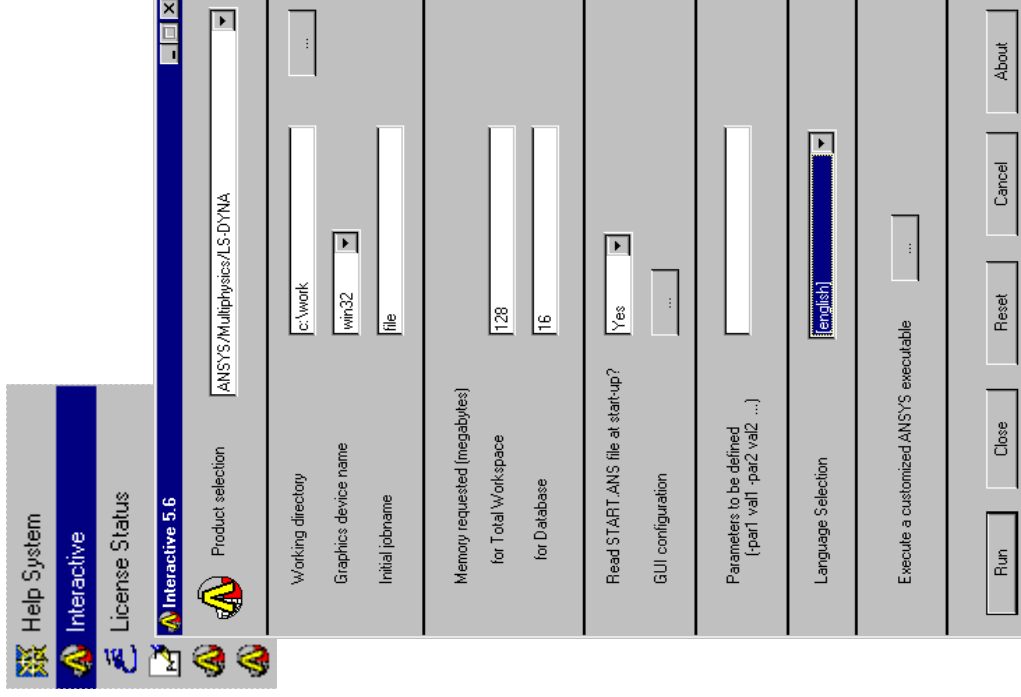 Help System
Interactive
License Status
Interactive 5.6
Product selection
ANSYS/Multiphysics/LS-DYNA
Working directory
c:\work
...
Graphics device name
win32
Initial jobname
file
Memory requested (megabytes)
for Total Workspace
128
for Database
16
Read START.ANS file at start-up?
Yes
GUI configuration
...
Parameters to be defined
(-par1 val1 -par2 val2 ...)
Language Selection
[english]
Execute a customized ANSYS executable
...
Run
Close
Reset
Cancel
About